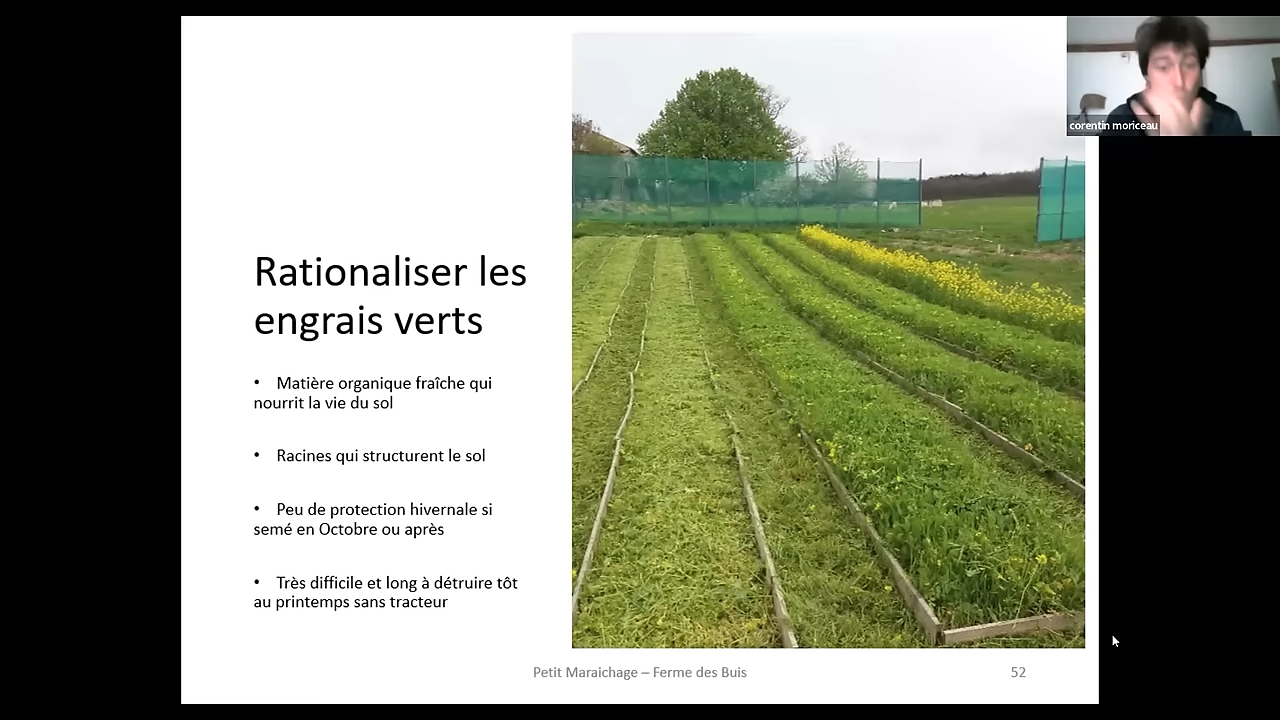 corentin moriceau
Rationaliser les
engrais verts
• Matière organique fraîche qui
nourrit la vie du sol
• Racines qui structurent le sol
• Peu de protection hivernale si
semé en Octobre ou après
• Très difficile et long à détruire tôt
au printemps sans tracteur
Petit Maraichage – Ferme des Buis
52